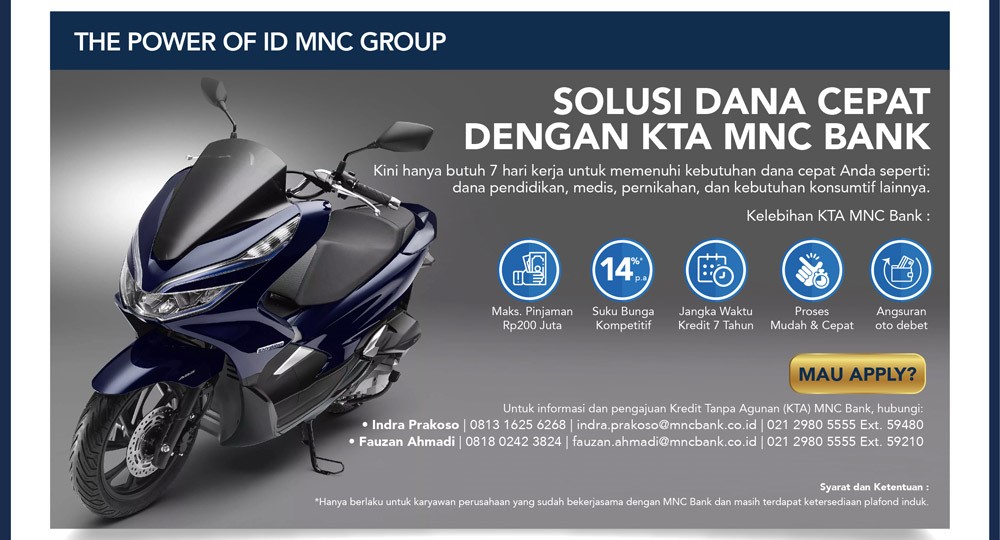 THE POWER OF ID MNC GROUP
SOLUSI DANA CEPAT
DENGAN KTA MNC BANK
Kini hanya butuh 7 hari kerja untuk memenuhi kebutuhan dana cepat Anda seperti:
dana pendidikan, medis, pernikahan, dan kebutuhan konsumtif lainnya.
Kelebihan KTA MNC Bank :
14%* p.a
Maks. Pinjaman
Rp200 Juta
Suku Bunga
Kompetitif
Jangka Waktu
Kredit 7 Tahun
Proses
Mudah & Cepat
Angsuran
oto debet
MAU APPLY?
Untuk informasi dan pengajuan Kredit Tanpa Agunan (KTA) MNC Bank, hubungi:
• Indra Prakoso | 0813 1625 6268 | indra.prakoso@mncbank.co.id | 021 2980 5555 Ext. 59480
• Fauzan Ahmadi | 0818 0242 3824 | fauzan.ahmadi@mncbank.co.id | 021 2980 5555 Ext. 59210
Syarat dan Ketentuan :
*Hanya berlaku untuk karyawan perusahaan yang sudah bekerjasama dengan MNC Bank dan masih terdapat ketersediaan plafond induk.